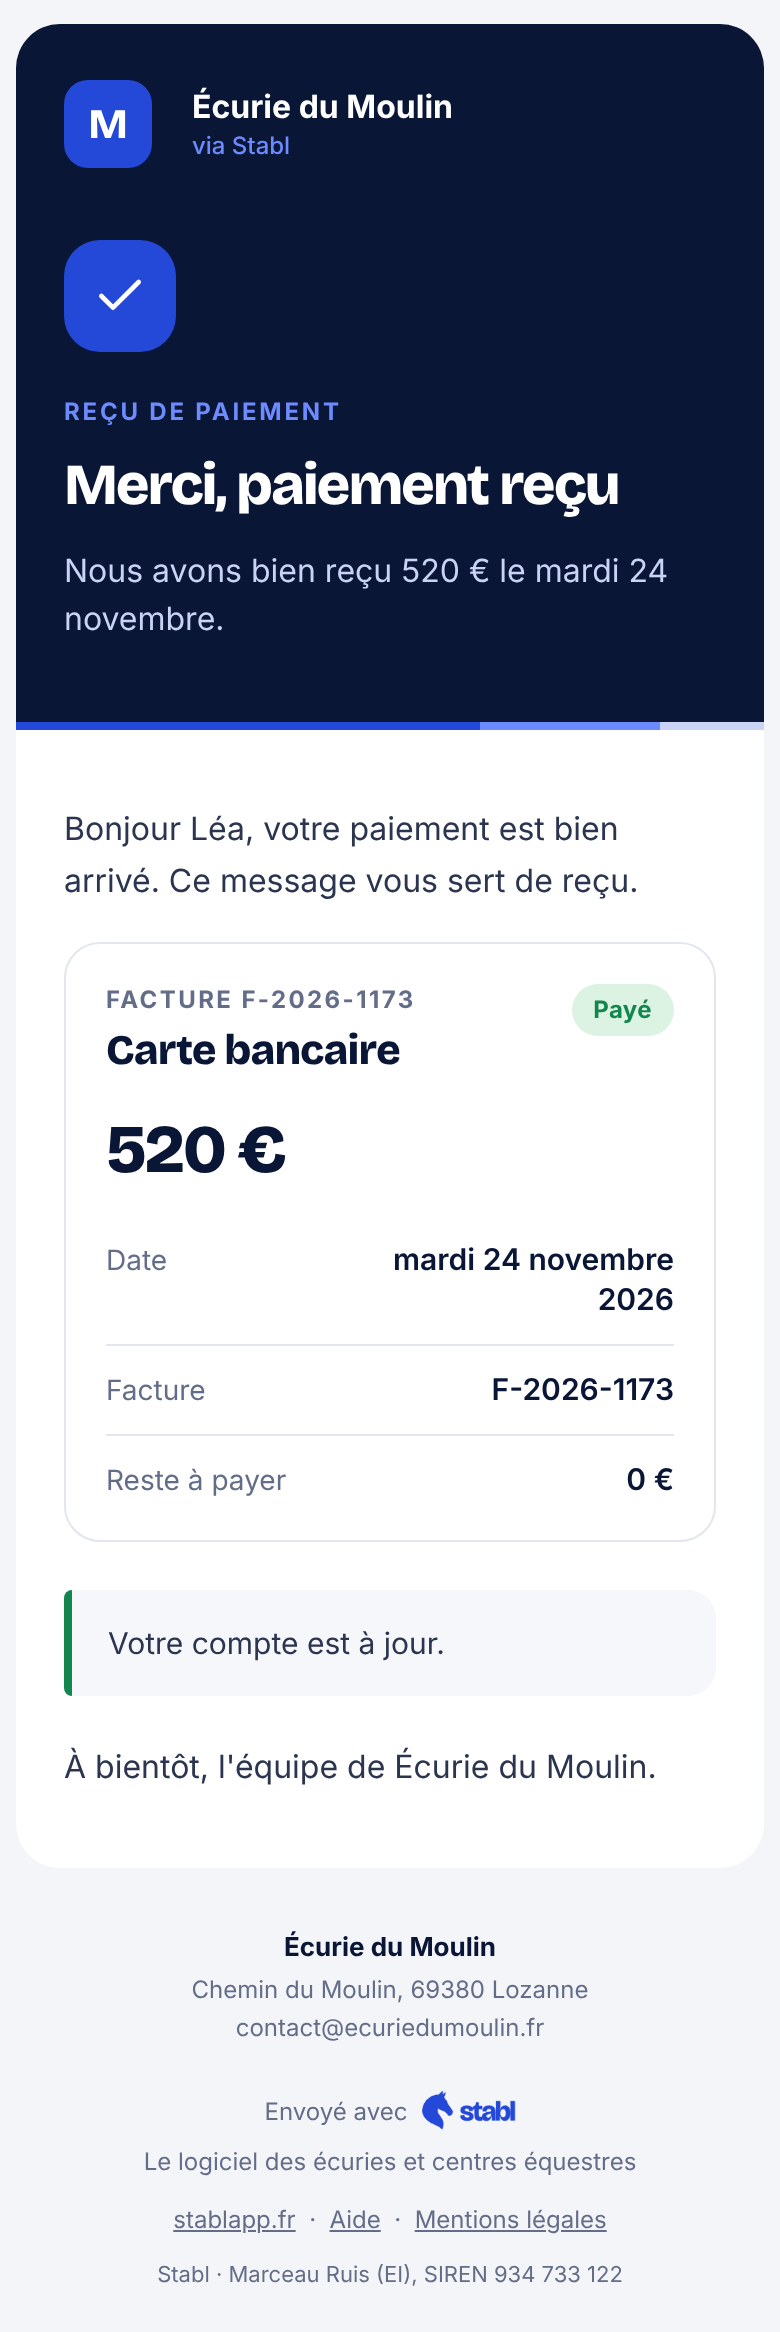 M
Écurie du Moulin
via Stabl
REÇU DE PAIEMENT
Merci, paiement reçu
Nous avons bien reçu 520 € le mardi 24
novembre.
Bonjour Léa, votre paiement est bien
arrivé. Ce message vous sert de reçu.
FACTURE F-2026-1173
Payé
Carte bancaire
520 €
Date
mardi 24 novembre
2026
Facture
F-2026-1173
Reste à payer
0 €
Votre compte est à jour.
À bientôt, l'équipe de Écurie du Moulin.
Écurie du Moulin
Chemin du Moulin, 69380 Lozanne
contact@ecuriedumoulin.fr
Envoyé avec stabl
Le logiciel des écuries et centres équestres
stablapp.fr · Aide · Mentions légales
Stabl · Marceau Ruis (EI), SIREN 934 733 122